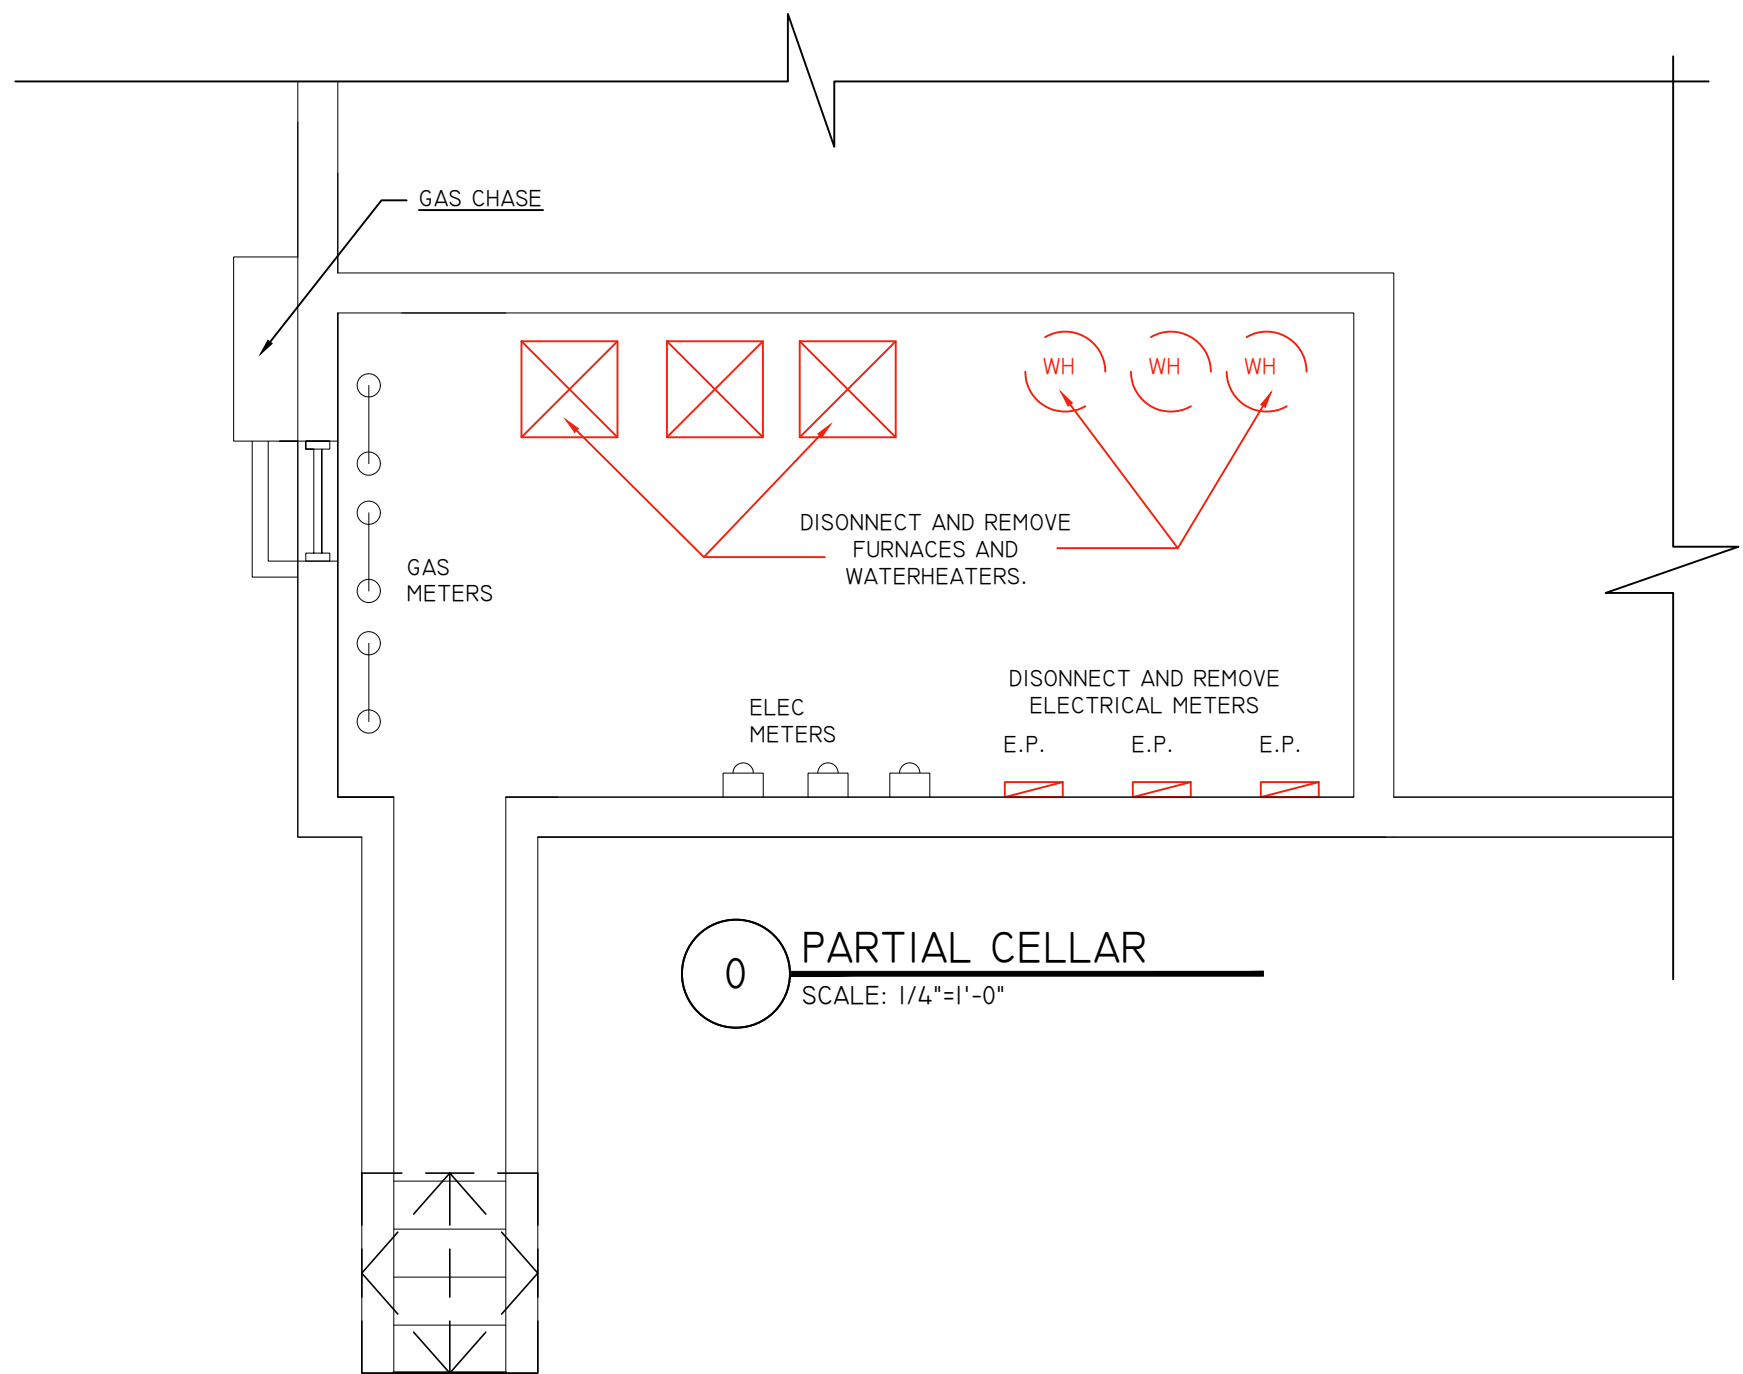 GAS CHASE
WH
WH
WH
DISONNECT AND REMOVE
FURNACES AND
WATERHEATERS.
GAS
METERS
DISONNECT AND REMOVE
ELECTRICAL METERS
ELEC
METERS
E.P.
E.P.
E.P.
0
PARTIAL CELLAR
SCALE: 1/4"=1'-0"